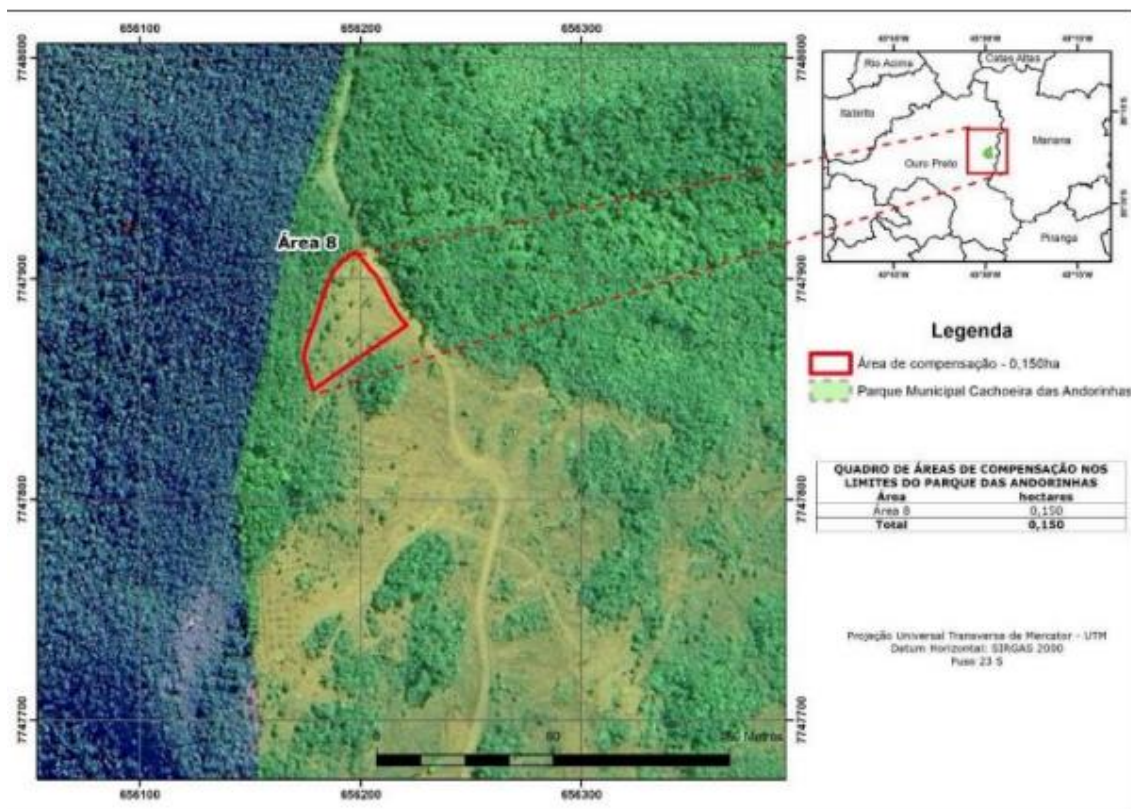 656100 656200 656300
7748000 7748000
Área 8
7747900 7747900
7747800 7747800
7747700 7747700
0 80
Metros
656100 656200 656300
Rio Acima
Catas Altas
Itabirito
Mariana
Ouro Preto
Piranga
Legenda
Área de compensação - 0,150ha
Parque Municipal Cachoeira das Andorinhas
QUADRO DE ÁREAS DE COMPENSAÇÃO NOS
LIMITES DO PARQUE DAS ANDORINHAS
Área hectares
Área 8 0,150
Total 0,150
Projeção Universal Transversa de Mercator - UTM
Datum Horizontal: SIRGAS 2000
Fuso 23 S